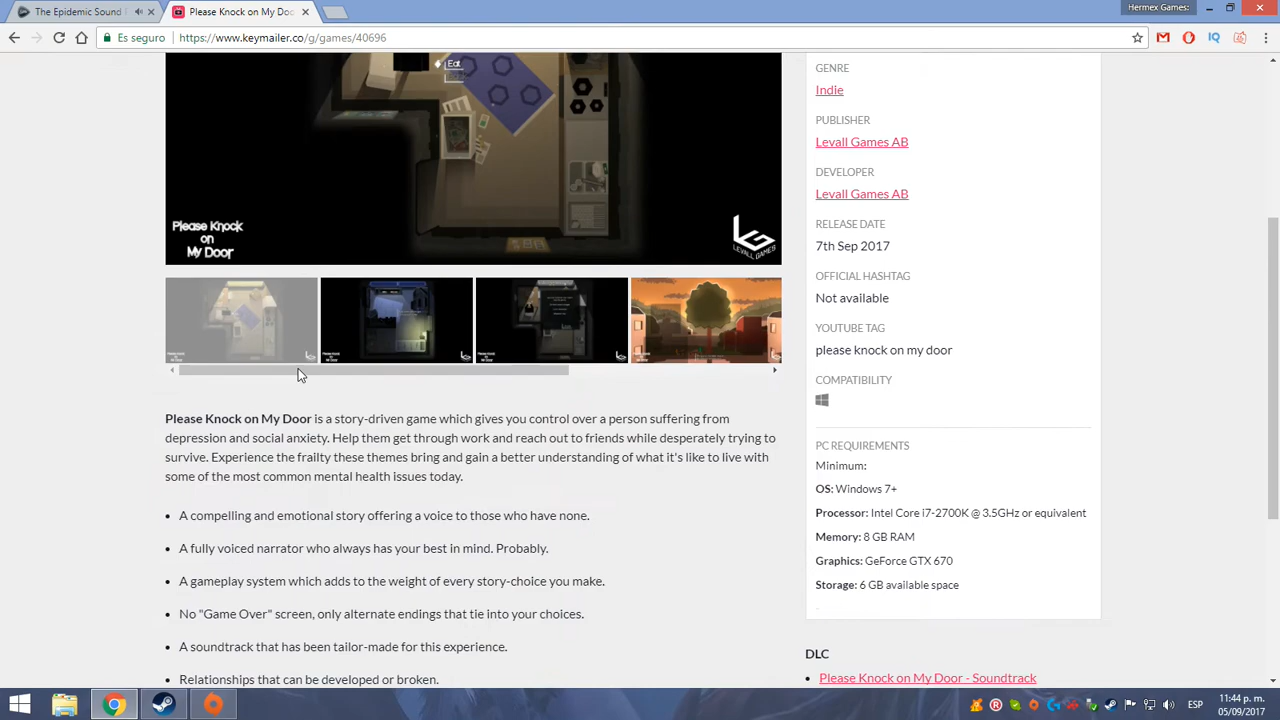 The Epidemic Sound
Please Knock on My Do
Hermex Games
Es seguro
https://www.keymailer.co/g/games/40696
Eat
Please Knock
on
My Door
LEVALL GAMES
Please Knock on My Door is a story-driven game which gives you control over a person suffering from
depression and social anxiety. Help them get through work and reach out to friends while desperately trying to
survive. Experience the frailty these themes bring and gain a better understanding of what it's like to live with
some of the most common mental health issues today.
• A compelling and emotional story offering a voice to those who have none.
• A fully voiced narrator who always has your best in mind. Probably.
• A gameplay system which adds to the weight of every story-choice you make.
• No "Game Over" screen, only alternate endings that tie into your choices.
• A soundtrack that has been tailor-made for this experience.
• Relationships that can be developed or broken.
GENRE
Indie
PUBLISHER
Levall Games AB
DEVELOPER
Levall Games AB
RELEASE DATE
7th Sep 2017
OFFICIAL HASHTAG
Not available
YOUTUBE TAG
please knock on my door
COMPATIBILITY
PC REQUIREMENTS
Minimum:
OS: Windows 7+
Processor: Intel Core i7-2700K @ 3.5GHz or equivalent
Memory: 8 GB RAM
Graphics: GeForce GTX 670
Storage: 6 GB available space
DLC
• Please Knock on My Door - Soundtrack
ESP
11:44 p. m.
05/09/2017